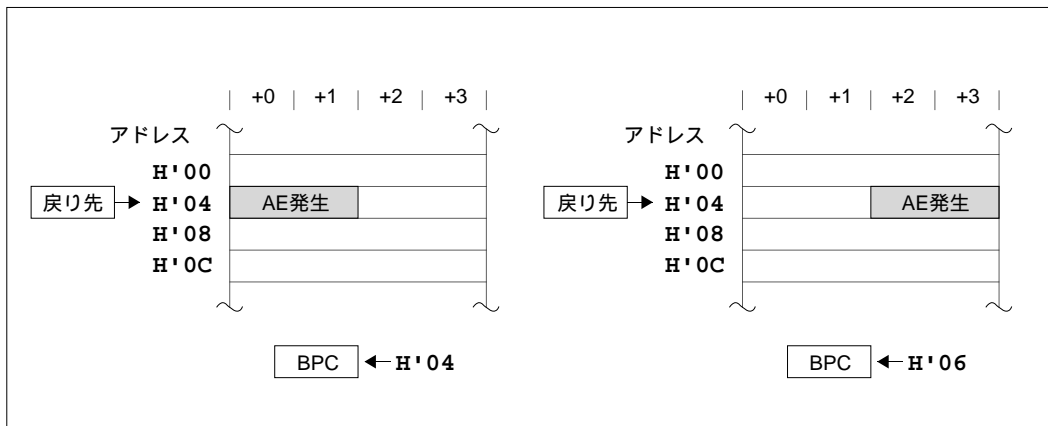 +0 +1 +2 +3
アドレス
H'00
戻り先 H'04 AE発生
H'08
H'0C
BPC H'04
+0 +1 +2 +3
アドレス
H'00
戻り先 H'04 AE発生
H'08
H'0C
BPC H'06